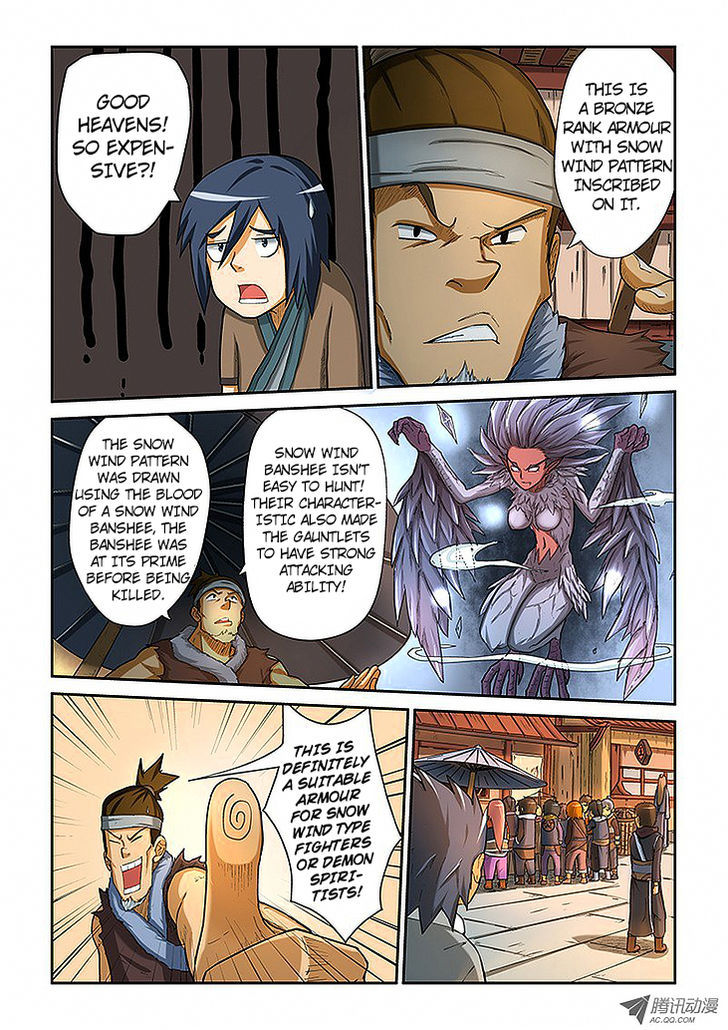 GOOD
HEAVENS!
SO EXPEN-
SIVE?!
THIS IS
A BRONZE
RANK ARMOUR
WITH SNOW
WIND PATTERN
INSCRIBED
ON IT.
THE SNOW
WIND PATTERN
WAS DRAWN
USING THE BLOOD
OF A SNOW WIND
BANSHEE, THE
BANSHEE WAS
AT ITS PRIME
BEFORE BEING
KILLED.
SNOW WIND
BANSHEE ISN'T
EASY TO HUNT!
THEIR CHARACTER-
ISTIC ALSO MADE
THE GAUNTLETS
TO HAVE STRONG
ATTACKING
ABILITY!
THIS IS
DEFINITELY
A SUITABLE
ARMOUR
FOR SNOW
WIND TYPE
FIGHTERS
OR DEMON
SPIRI-
TISTS!
腾讯动漫
AC.QQ.COM